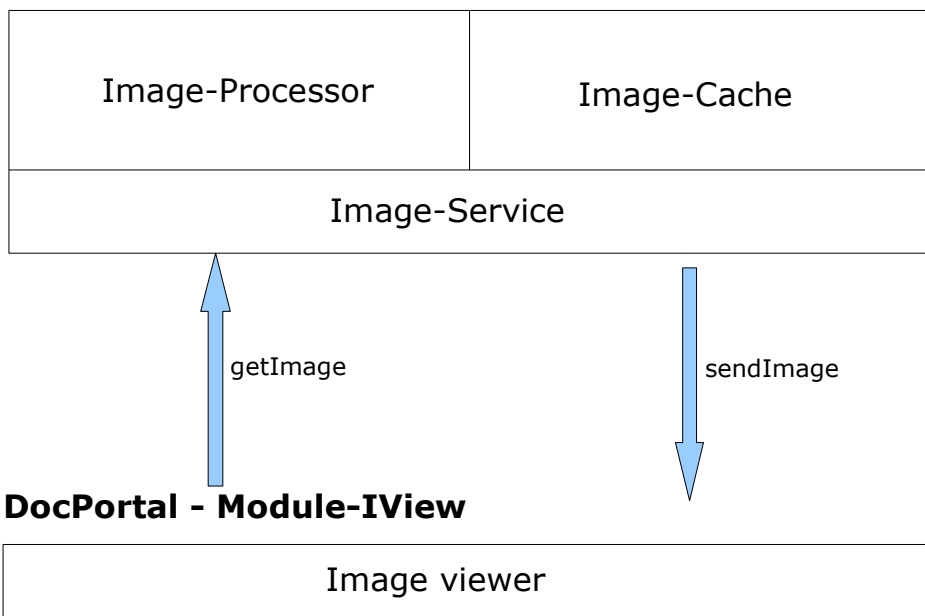 Image-Processor
Image-Cache
Image-Service
getImage
sendImage
DocPortal - Module-IView
Image viewer